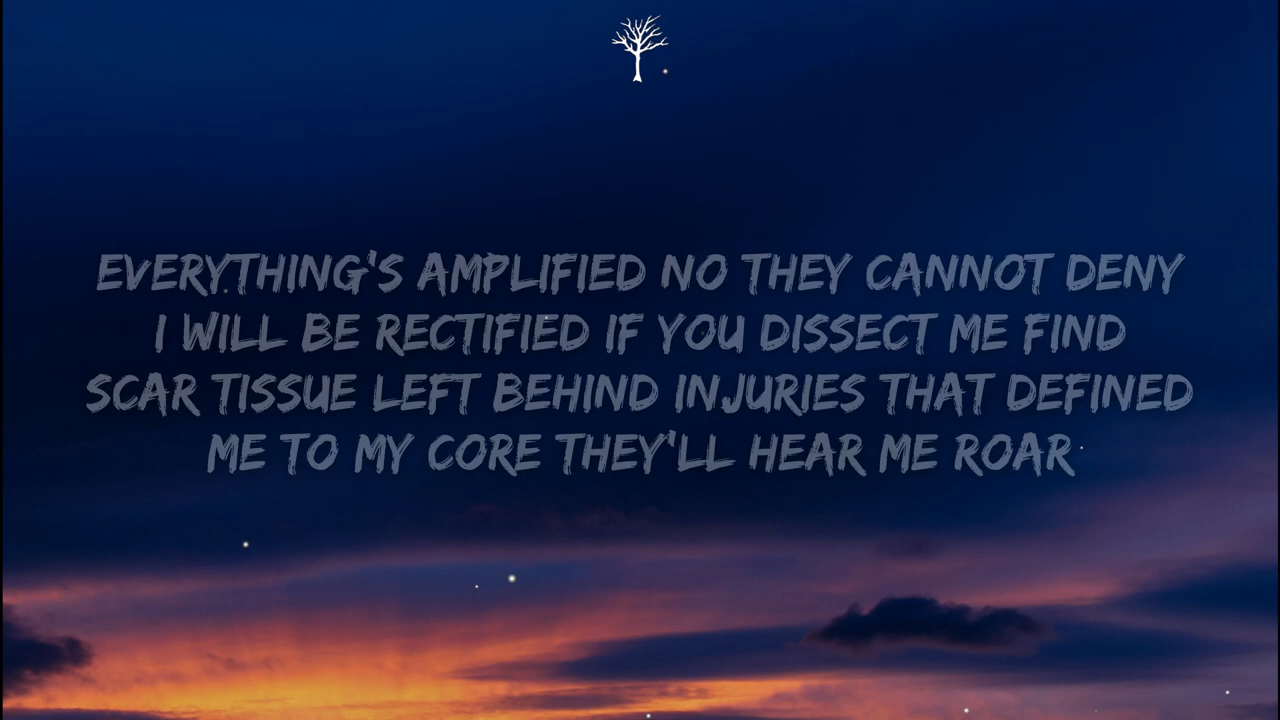 EVERYTHING'S AMPLIFIED NO THEY CANNOT DENY
I WILL BE RECTIFIED IF YOU DISSECT ME FIND
SCAR TISSUE LEFT BEHIND INJURIES THAT DEFINED
ME TO MY CORE THEY'LL HEAR ME ROAR